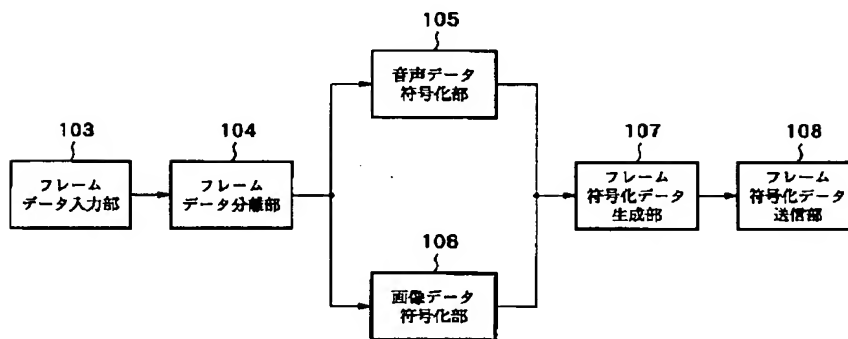 105
音声データ
符号化部
103
フレーム
データ入力部
104
フレーム
データ分離部
107
フレーム
符号化データ
生成部
108
フレーム
符号化データ
送信部
108
画像データ
符号化部